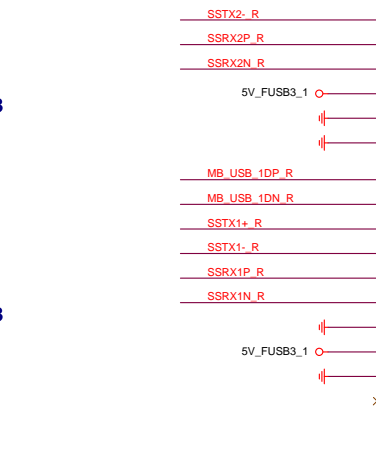 SSTX2-_R
SSRX2P_R
SSRX2N_R
5V_FUSB3_1
MB_USB_1DP_R
MB_USB_1DN_R
SSTX1+_R
SSTX1-_R
SSRX1P_R
SSRX1N_R
5V_FUSB3_1